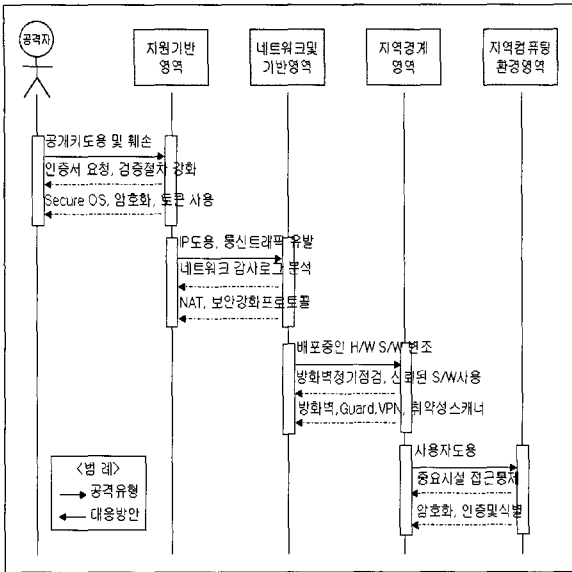 공격자
지원기반
영역
네트워크및
기반영역
지역경계
영역
지역컴퓨팅
환경영역
공개키도용 및 훼손
인증서 요청, 검증절차 강화
Secure OS, 암호화, 토큰 사용
IP도용, 통신트래픽 유발
네트워크 감사로그 분석
NAT, 보안강화프로토콜
배포중인 H/W S/W 변조
방화벽정기점검, 신뢰된 S/W사용
방화벽,Guard,VPN, 취약성스캐너
사용자도용
중요시설 접근통제
암호화, 인증및식별
<범 례>
공격유형
대응방안